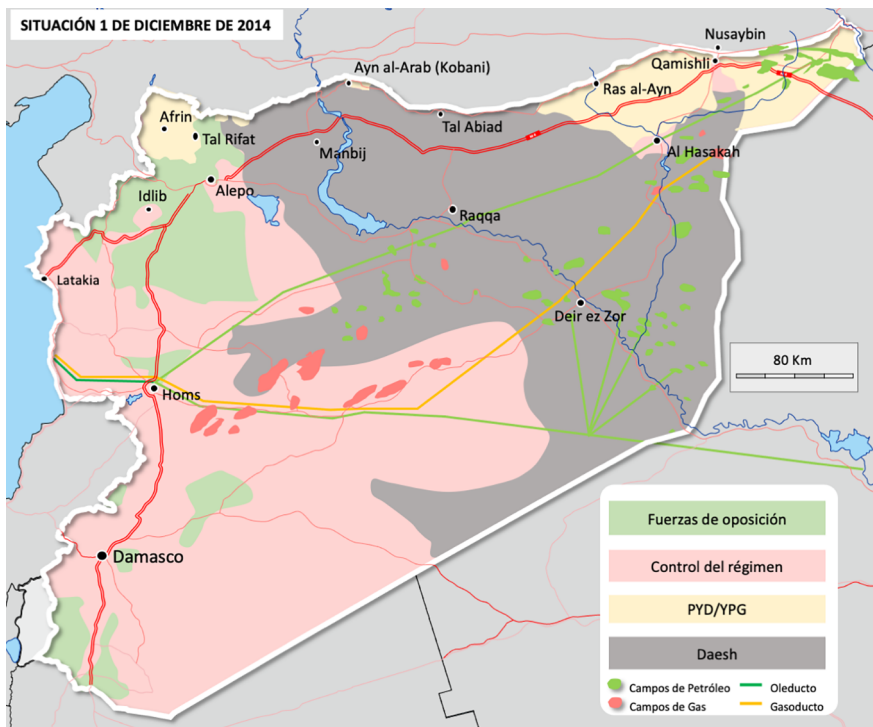 SITUACIÓN 1 DE DICIEMBRE DE 2014
Nusaybin
Ayn al-Arab (Kobani)
Qamishli
Ras al-Ayn
Afrin
Tal Rifat
Tal Abiad
Manbij
Al Hasakah
Alepo
Idlib
Raqqa
Latakia
Deir ez Zor
80 Km
Homs
Damasco
Fuerzas de oposición
Control del régimen
PYD/YPG
Daesh
Campos de Petróleo
Oleducto
Campos de Gas
Gasoducto